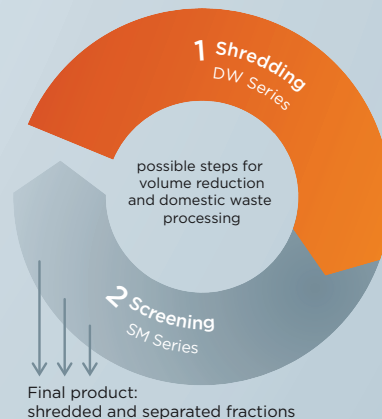 1 Shredding
DW Series
possible steps for
volume reduction
and domestic waste
processing
2 Screening
SM Series
Final product:
shredded and separated fractions